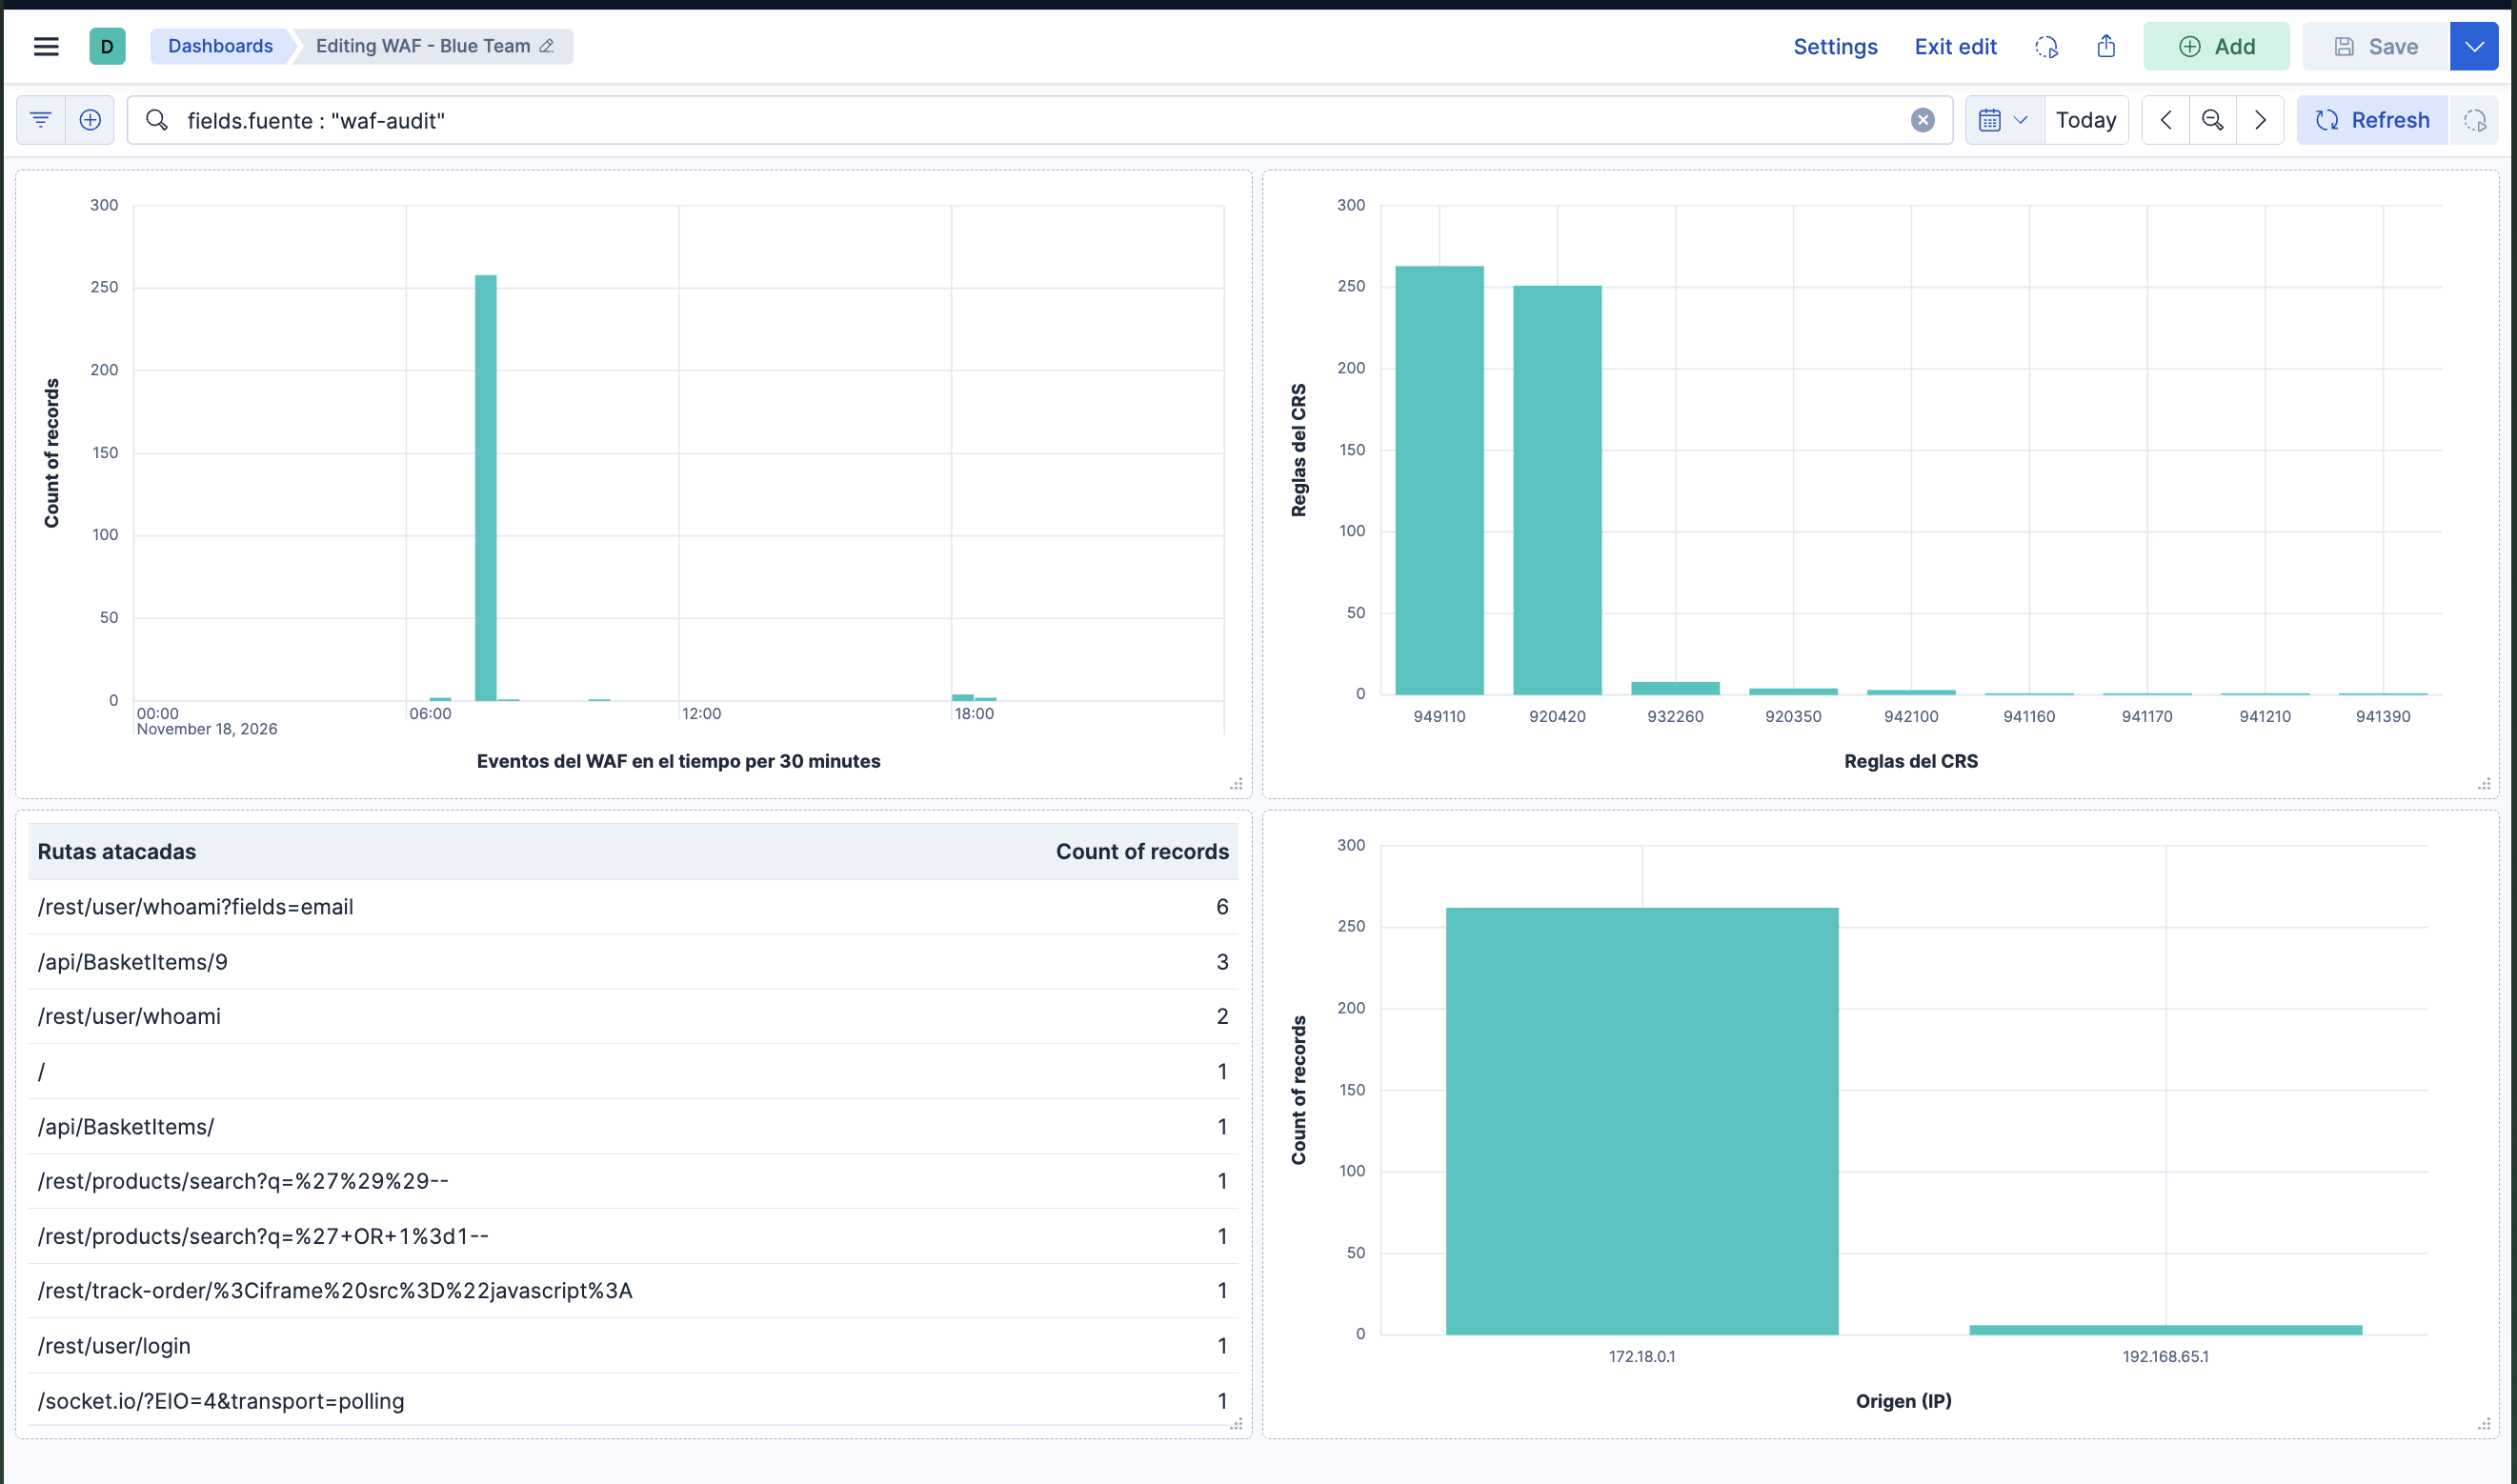 D Dashboards Editing WAF - Blue Team Settings Exit edit Add Save
fields.fuente : "waf-audit" Today Refresh
300
250
200
150
100
50
0
Count of records
00:00 06:00 12:00 18:00
November 18, 2026
Eventos del WAF en el tiempo per 30 minutes
300
250
200
150
100
50
0
Reglas del CRS
949110 920420 932260 920350 942100 941160 941170 941210 941390
Reglas del CRS
Rutas atacadas Count of records
/rest/user/whoami?fields=email 6
/api/BasketItems/9 3
/rest/user/whoami 2
/ 1
/api/BasketItems/ 1
/rest/products/search?q=%27%29%29-- 1
/rest/products/search?q=%27+OR+1%3d1-- 1
/rest/track-order/%3Ciframe%20src%3D%22javascript%3A 1
/rest/user/login 1
/socket.io/?EIO=4&transport=polling 1
300
250
200
150
100
50
0
Count of records
172.18.0.1 192.168.65.1
Origen (IP)